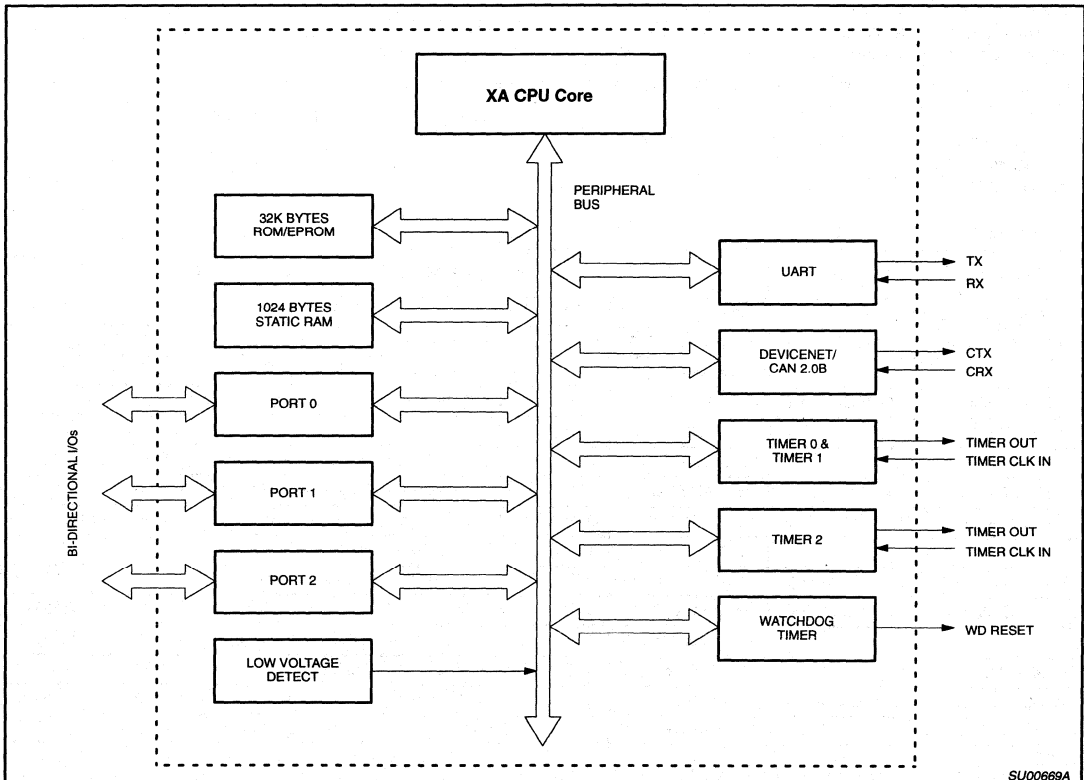 XA CPU Core
PERIPHERAL
BUS
32K BYTES
ROM/EPROM
1024 BYTES
STATIC RAM
PORT 0
PORT 1
PORT 2
LOW VOLTAGE
DETECT
BI-DIRECTIONAL I/Os
UART
TX
RX
DEVICENET/
CAN 2.0B
CTX
CRX
TIMER 0 &
TIMER 1
TIMER OUT
TIMER CLK IN
TIMER 2
TIMER OUT
TIMER CLK IN
WATCHDOG
TIMER
WD RESET
SU00669A